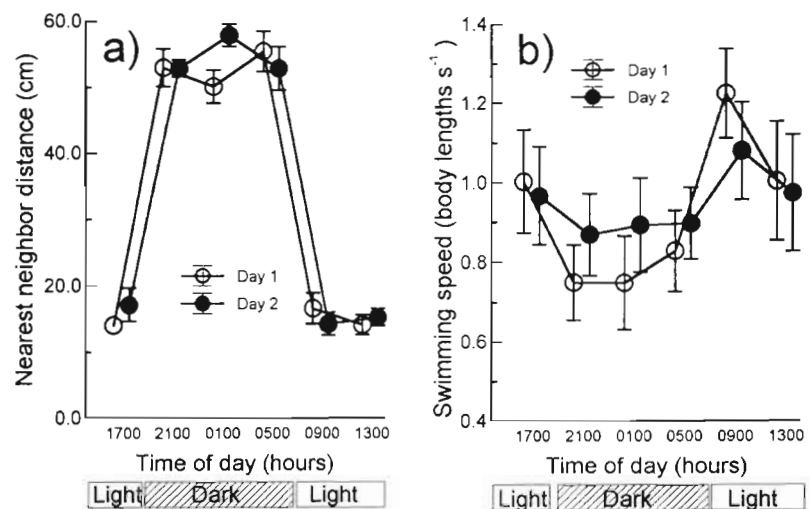 a)
Nearest neighbor distance (cm)
60.0
40.0
20.0
0.0
Day 1
Day 2
1700 2100 0100 0500 0900 1300
Time of day (hours)
Light Dark Light
b)
Swimming speed (body lengths s⁻¹)
1.4
1.2
1.0
0.8
0.6
0.4
Day 1
Day 2
1700 2100 0100 0500 0900 1300
Time of day (hours)
Light Dark Light